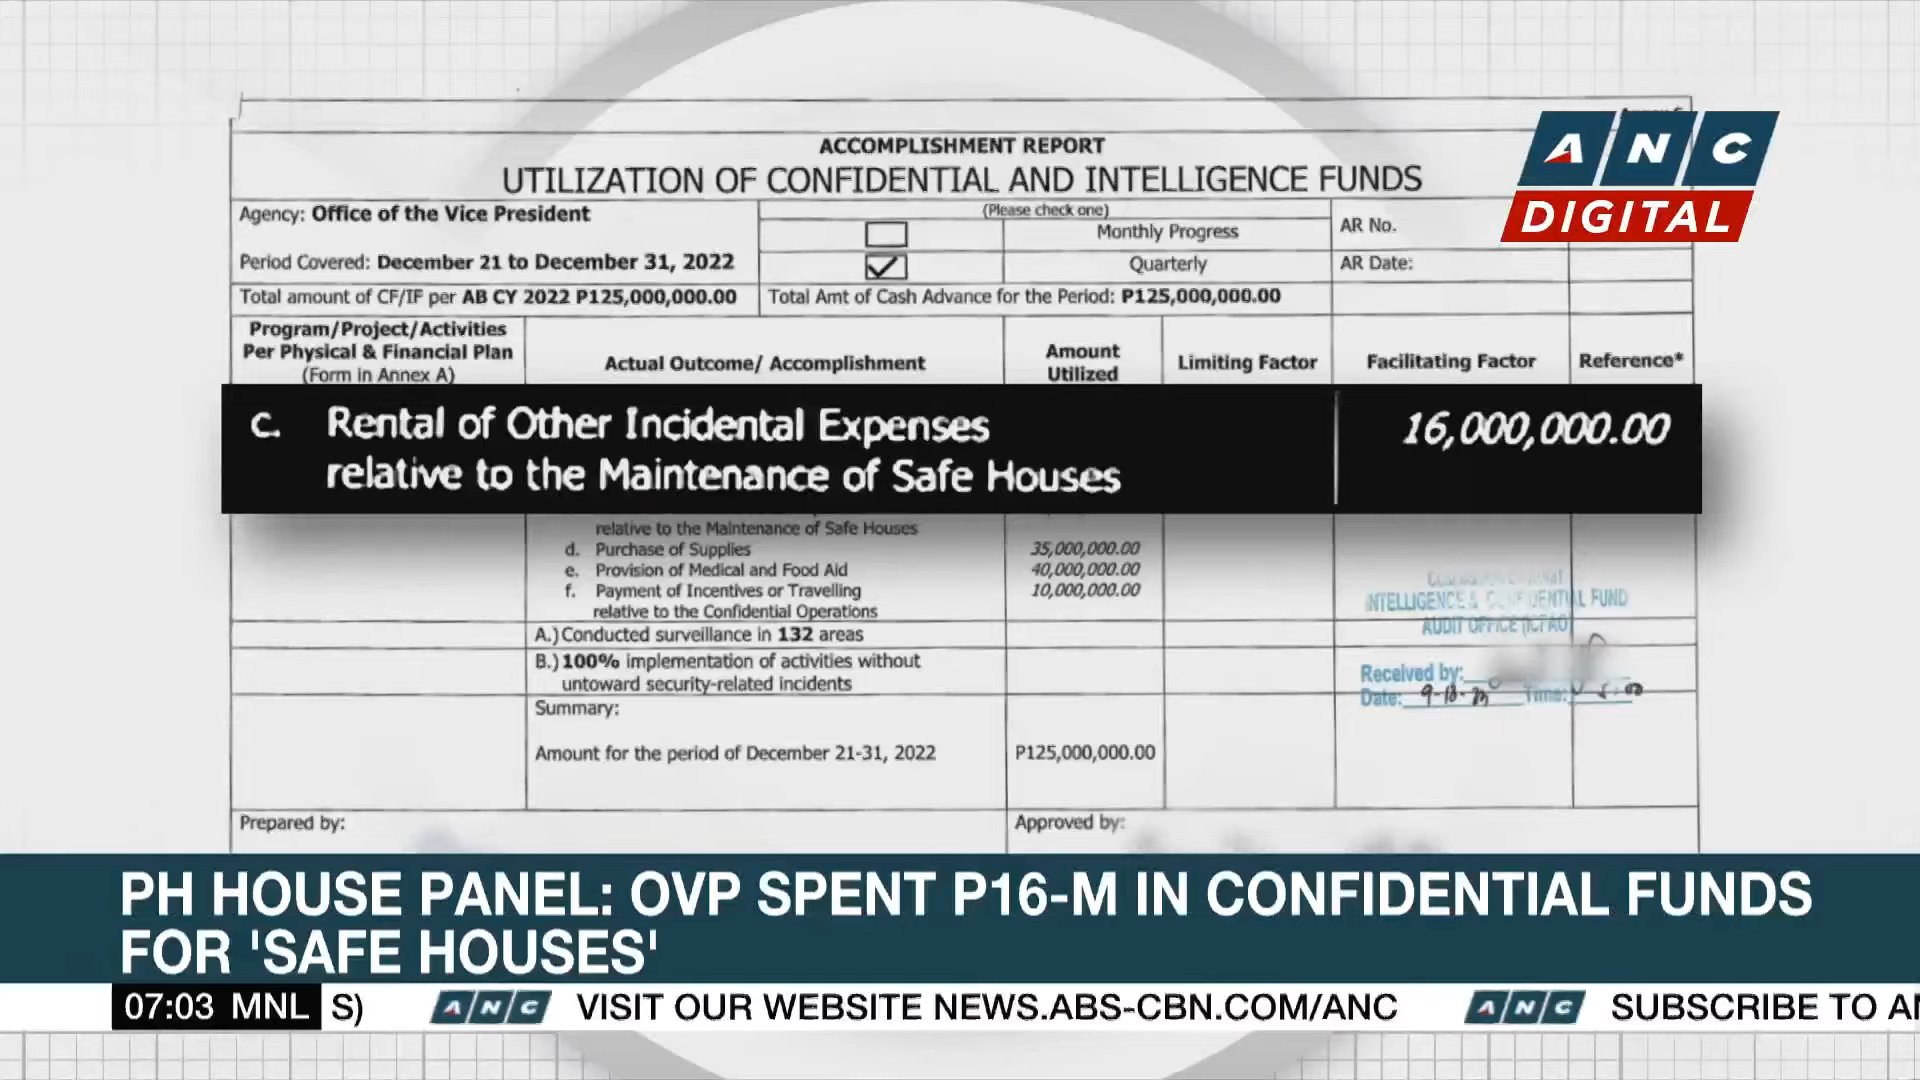 ACCOMPLISHMENT REPORT
UTILIZATION OF CONFIDENTIAL AND INTELLIGENCE FUNDS
ANC
DIGITAL
Agency: Office of the Vice President
(Please check one)
Monthly Progress
AR No.
Period Covered: December 21 to December 31, 2022
Quarterly
AR Date:
Total amount of CF/IF per AB CY 2022 P125,000,000.00
Total Amt of Cash Advance for the Period: P125,000,000.00
Program/Project/Activities
Per Physical & Financial Plan
(Form in Annex A)
Actual Outcome/ Accomplishment
Amount
Utilized
Limiting Factor
Facilitating Factor
Reference*
c. Rental of Other Incidental Expenses
relative to the Maintenance of Safe Houses
16,000,000.00
relative to the Maintenance of Safe Houses
d. Purchase of Supplies 35,000,000.00
e. Provision of Medical and Food Aid 40,000,000.00
f. Payment of Incentives or Travelling 10,000,000.00
relative to the Confidential Operations
INTELLIGENCE & CONFIDENTIAL FUND
AUDIT OFFICE (ICFAO)
A.) Conducted surveillance in 132 areas
B.) 100% implementation of activities without
untoward security-related incidents
Received by:
Date: Time:
Summary:
Amount for the period of December 21-31, 2022 P125,000,000.00
Prepared by:
Approved by:
PH HOUSE PANEL: OVP SPENT P16-M IN CONFIDENTIAL FUNDS
FOR 'SAFE HOUSES'
07:03 MNL S) ANC VISIT OUR WEBSITE NEWS.ABS-CBN.COM/ANC ANC SUBSCRIBE TO